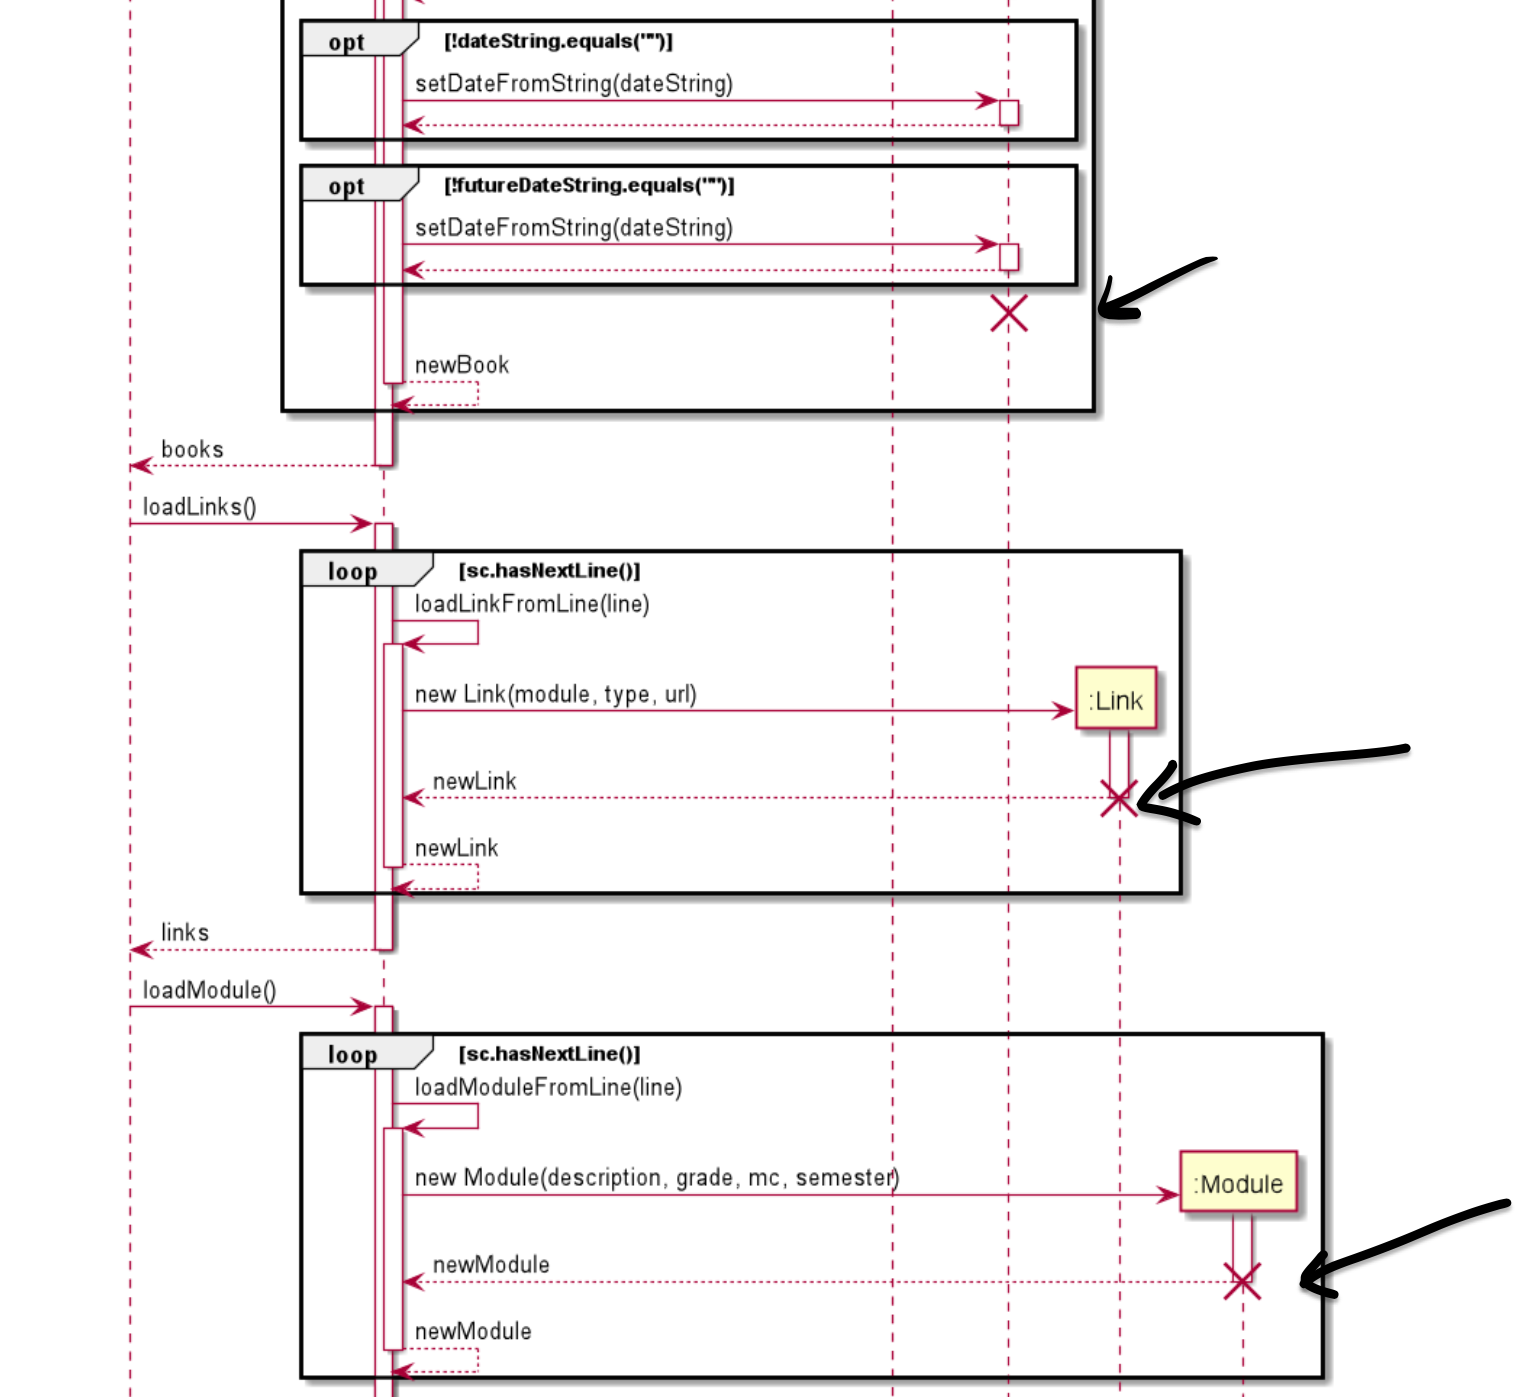 opt [!dateString.equals("")]
setDateFromString(dateString)
opt [!futureDateString.equals("")]
setDateFromString(dateString)
newBook
books
loadLinks()
loop [sc.hasNextLine()]
loadLinkFromLine(line)
new Link(module, type, url)
:Link
newLink
newLink
links
loadModule()
loop [sc.hasNextLine()]
loadModuleFromLine(line)
new Module(description, grade, mc, semester)
:Module
newModule
newModule